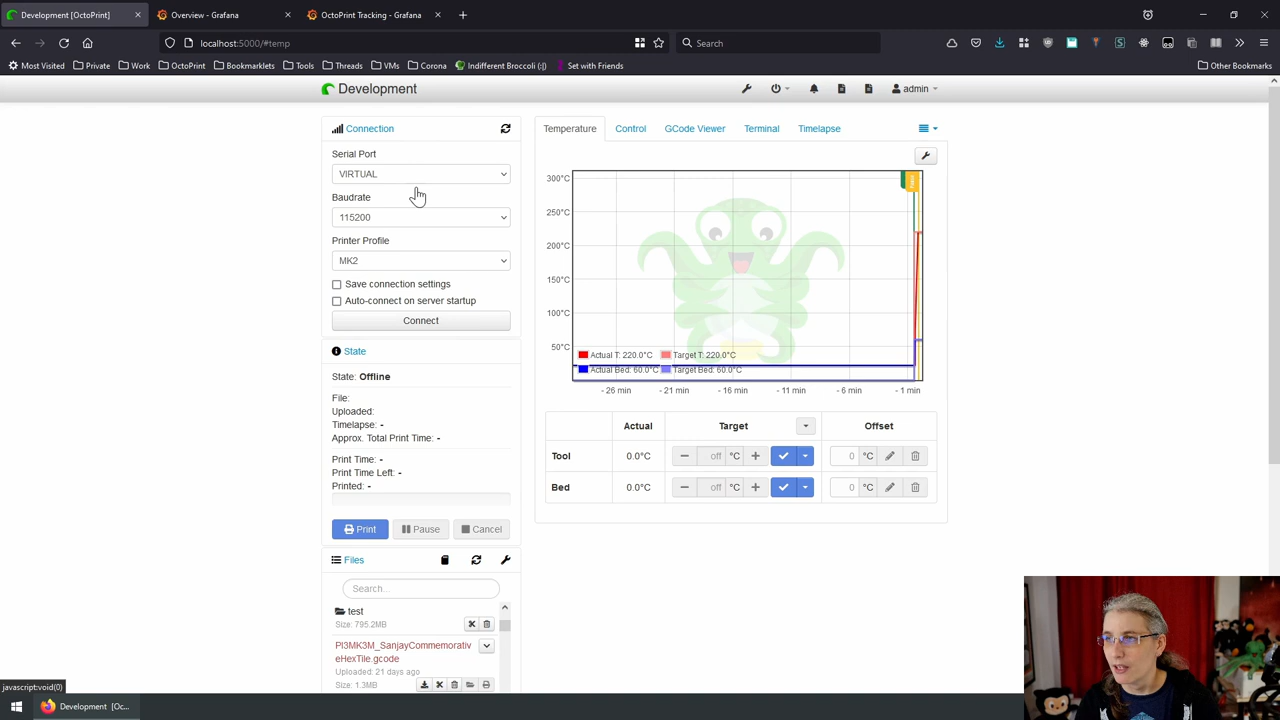 Development [OctoPrint]
Overview - Grafana
OctoPrint Tracking - Grafana
localhost:5000/#temp
Search
Most Visited
Private
Work
OctoPrint
Bookmarklets
Tools
Threads
VMs
Corona
Indifferent Broccoli (:|)
Set with Friends
Other Bookmarks
Development
admin
Connection
Serial Port
VIRTUAL
Baudrate
115200
Printer Profile
MK2
Save connection settings
Auto-connect on server startup
Connect
State
State: Offline
File:
Uploaded:
Timelapse: -
Approx. Total Print Time: -
Print Time: -
Print Time Left: -
Printed: -
Print
Pause
Cancel
Files
Search...
test
Size: 795.2MB
PI3MK3M_SanjayCommemorativ
eHexTile.gcode
Uploaded: 21 days ago
Size: 1.3MB
Temperature
Control
GCode Viewer
Terminal
Timelapse
300°C
250°C
200°C
150°C
100°C
50°C
Actual T: 220.0°C
Target T: 220.0°C
Actual Bed: 60.0°C
Target Bed: 60.0°C
- 26 min
- 21 min
- 16 min
- 11 min
- 6 min
- 1 min
Actual
Target
Offset
Tool
0.0°C
off
°C
0
°C
Bed
0.0°C
off
°C
0
°C
javascript:void(0)
Development [Oc...